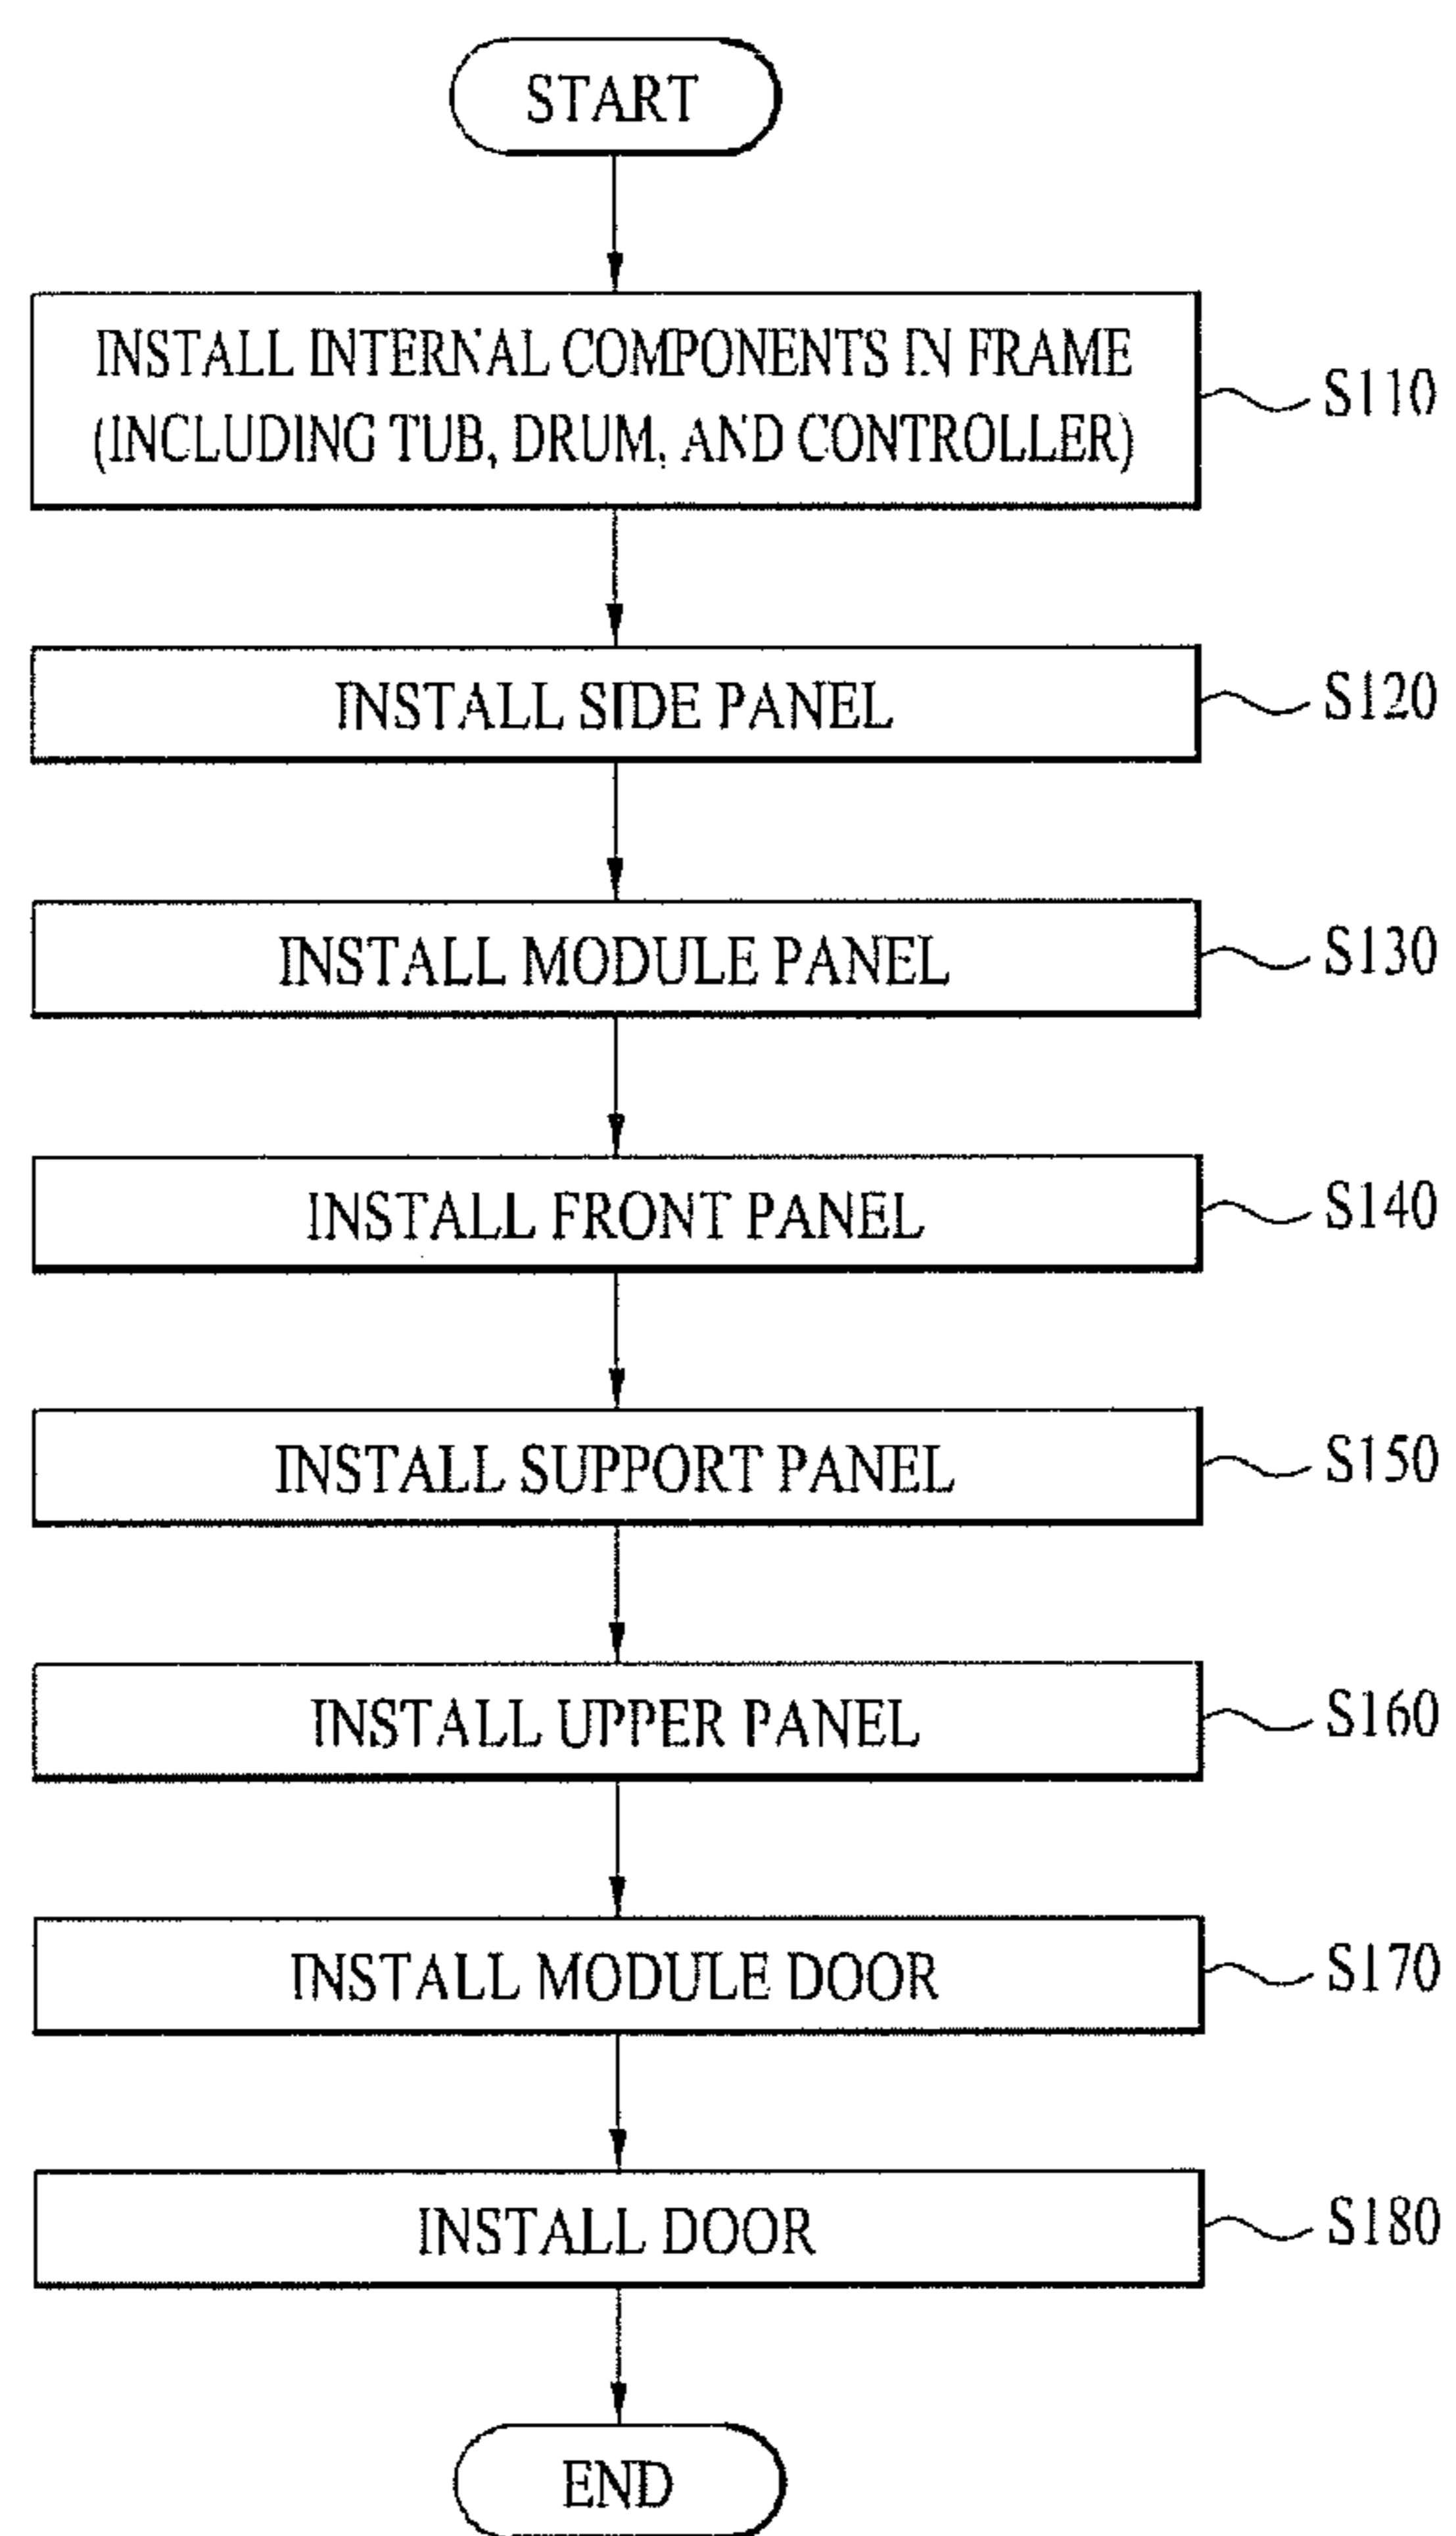 START
INSTALL INTERNAL COMPONENTS IN FRAME
(INCLUDING TUB, DRUM, AND CONTROLLER)
S110
INSTALL SIDE PANEL
S120
INSTALL MODULE PANEL
S130
INSTALL FRONT PANEL
S140
INSTALL SUPPORT PANEL
S150
INSTALL UPPER PANEL
S160
INSTALL MODULE DOOR
S170
INSTALL DOOR
S180
END